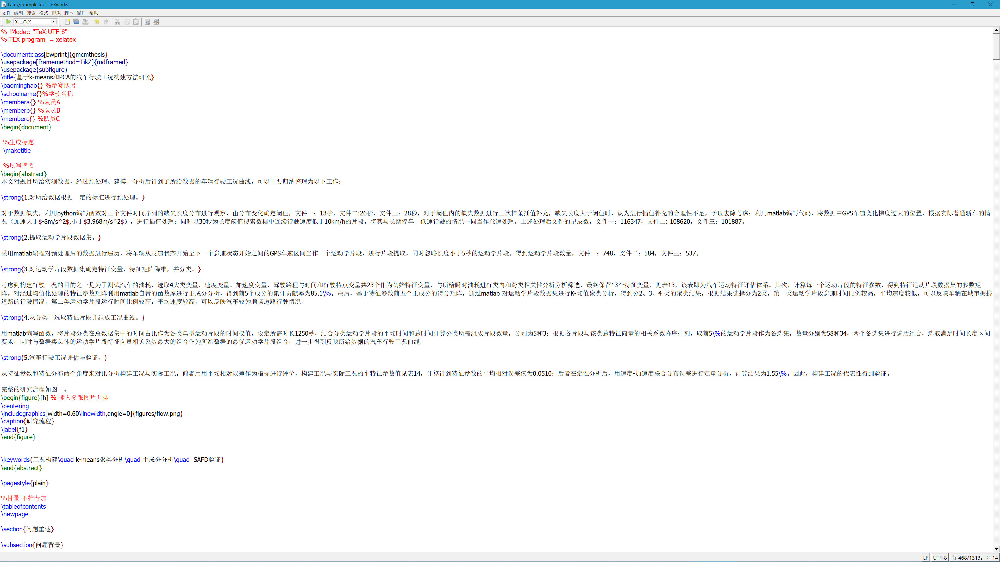 Latex/example.tex - TeXworks
文件 编辑 搜索 格式 排版 脚本 窗口 帮助
XeLaTeX
% !Mode:: "TeX:UTF-8"
%!TEX program  = xelatex
\documentclass[bwprint]{gmcmthesis}
\usepackage[framemethod=TikZ]{mdframed}
\usepackage{subfigure}
\title{基于k-means和PCA的汽车行驶工况构建方法研究}
\baominghao{} %参赛队号
\schoolname{}%学校名称
\membera{} %队员A
\memberb{} %队员B
\memberc{} %队员C
\begin{document}
%生成标题
\maketitle
%填写摘要
\begin{abstract}
本文对题目所给实测数据，经过预处理、建模、分析后得到了所给数据的车辆行驶工况曲线，可以主要归纳整理为以下工作：
\strong{1.对所给数据根据一定的标准进行预处理。}
对于数据缺失，利用python编写函数对三个文件时间序列的缺失长度分布进行观察，由分布变化确定阈值，文件一：13秒，文件二:26秒，文件三：28秒，对于阈值内的缺失数据进行三次样条插值补充，缺失长度大于阈值时，认为进行插值补充的合理性不足，予以去除考虑；利用matlab编写代码，将数据中GPS车速变化梯度过大的位置，根据实际普通轿车的情
况（加速大于$-8m/s^2$,小于$3.968m/s^2$），进行插值处理；同时以30秒为长度阈值搜索数据中连续行驶速度低于10km/h的片段，将其与长期停车、低速行驶的情况一同当作怠速处理。上述处理后文件的记录数，文件一：116347，文件二: 108620，文件三：101887。
\strong{2.提取运动学片段数据集。}
采用matlab编程对预处理后的数据进行遍历，将车辆从怠速状态开始至下一个怠速状态开始之间的GPS车速区间当作一个运动学片段，进行片段提取，同时忽略长度小于5秒的运动学片段。得到运动学片段数量，文件一：748，文件二：584，文件三：537。
\strong{3.对运动学片段数据集确定特征变量，特征矩阵降维，并分类。}
考虑到构建行驶工况的目的之一是为了测试汽车的油耗，选取4大类变量，速度变量、加速度变量、驾驶路程与时间和行驶特点变量共23个作为初始特征变量，与所给瞬时油耗进行类内和跨类相关性分析分析筛选，最终保留13个特征变量，见表13，该表即为汽车运动特征评估体系。其次，计算每一个运动片段的特征参数，得到特征运动片段数据集的参数矩
阵。对经过均值化处理的特征参数矩阵利用matlab自带的函数库进行主成分分析，得到前5个成分的累计贡献率为85.1\%。最后，基于特征参数前五个主成分的得分矩阵，通过matlab 对运动学片段数据集进行K-均值聚类分析，得到分2、3、4 类的聚类结果，根据结果选择分为2类，第一类运动学片段怠速时间比例较高，平均速度较低，可以反映车辆在城市拥挤
道路的行驶情况，第二类运动学片段运行时间比例较高，平均速度较高，可以反映汽车较为顺畅道路行驶情况。
\strong{4.从分类中选取特征片段并组成工况曲线。}
用matlab编写函数，将片段分类在总数据集中的时间占比作为各类典型运动片段的时间权值，设定所需时长1250秒，结合分类运动学片段的平均时间和总时间计算分类所需组成片段数量，分别为5和3；根据各片段与该类总特征向量的相关系数降序排列，取前5\%的运动学片段作为备选集，数量分别为58和34，两个备选集进行遍历组合，选取满足时间长度区间
要求，同时与数据集总体的运动学片段特征向量相关系数最大的组合作为所给数据的最优运动学片段组合，进一步得到反映所给数据的汽车行驶工况曲线。
\strong{5.汽车行驶工况评估与验证。}
从特征参数和特征分布两个角度来对比分析构建工况与实际工况。前者用用平均相对误差作为指标进行评价，构建工况与实际工况的个特征参数值见表14，计算得到特征参数的平均相对误差仅为0.0510；后者在定性分析后，用速度-加速度联合分布误差进行定量分析，计算结果为1.55\%。因此，构建工况的代表性得到验证。
完整的研究流程如图一。
\begin{figure}[h] % 插入多张图片并排
\centering
\includegraphics[width=0.60\linewidth,angle=0]{figures/flow.png}
\caption{研究流程}
\label{f1}
\end{figure}
\keywords{工况构建\quad k-means聚类分析\quad 主成分分析\quad  SAFD验证}
\end{abstract}
\pagestyle{plain}
%目录 不推荐加
\tableofcontents
\newpage
\section{问题重述}
\subsection{问题背景}
LF UTF-8 行 468/1313；列 14